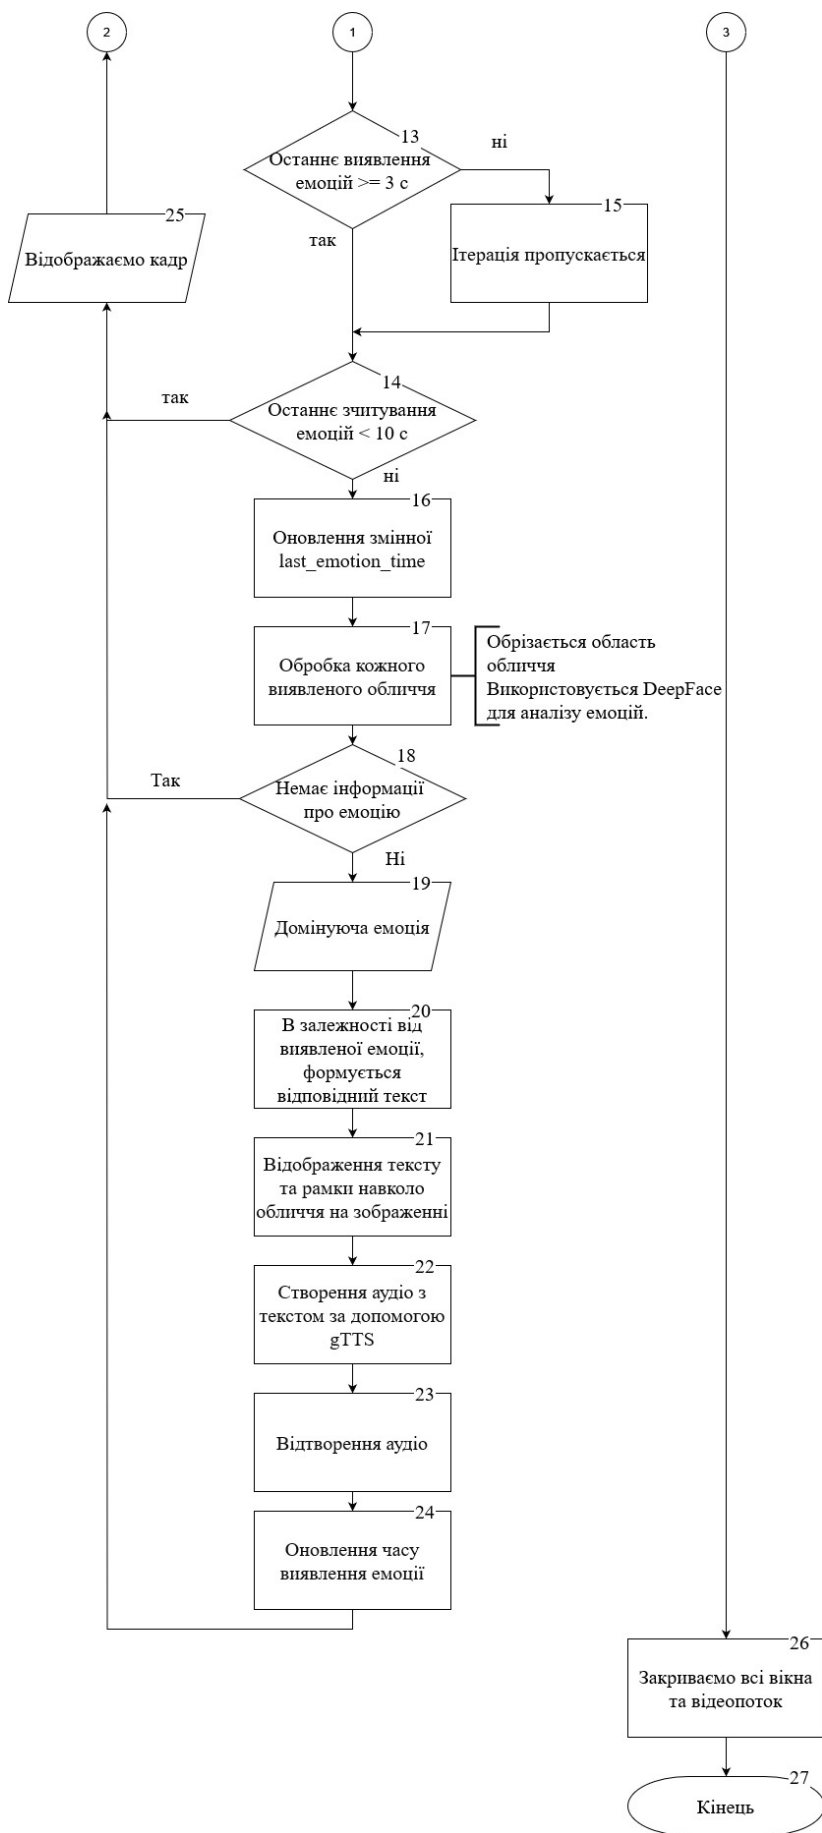 2
1
3
13
Останнє виявлення
емоцій >= 3 с
ні
так
15
Ітерація пропускається
25
Відображаємо кадр
14
Останнє зчитування
емоцій < 10 с
так
ні
16
Оновлення змінної
last_emotion_time
17
Обробка кожного
виявленого обличчя
Обрізається область
обличчя
Використовується DeepFace
для аналізу емоцій.
18
Немає інформації
про емоцію
Так
Ні
19
Домінуюча емоція
20
В залежності від
виявленої емоції,
формується
відповідний текст
21
Відображення тексту
та рамки навколо
обличчя на зображенні
22
Створення аудіо з
текстом за допомогою
gTTS
23
Відтворення аудіо
24
Оновлення часу
виявлення емоції
26
Закриваємо всі вікна
та відеопоток
27
Кінець